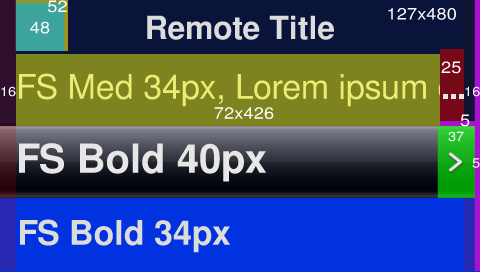 52
48
Remote Title
127x480
25
16 FS Med 34px, Lorem ipsum ... 16
72x426
5
37
FS Bold 40px
5
FS Bold 34px